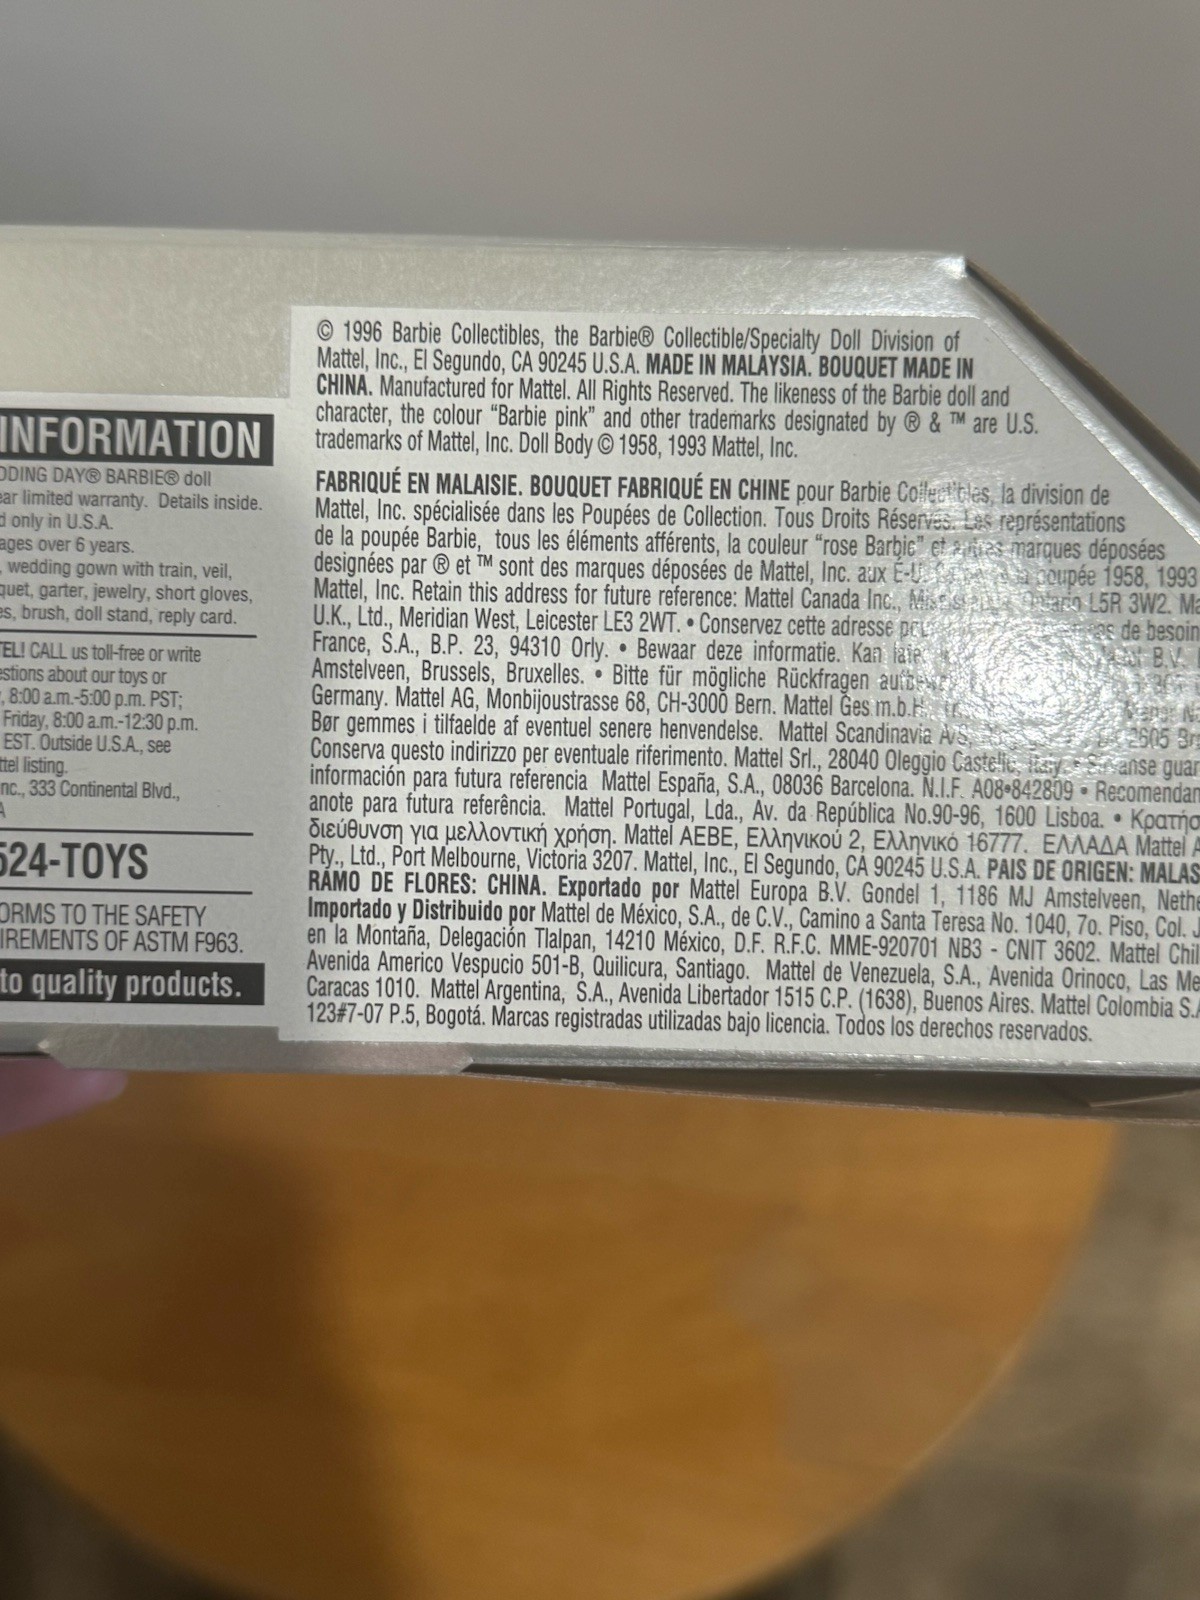 INFORMATION
DDING DAY® BARBIE® doll
ear limited warranty. Details inside.
d only in U.S.A.
ages over 6 years.
, wedding gown with train, veil,
quet, garter, jewelry, short gloves,
es, brush, doll stand, reply card.
TEL! CALL us toll-free or write
estions about our toys or
, 8:00 a.m.-5:00 p.m. PST;
Friday, 8:00 a.m.-12:30 p.m.
EST. Outside U.S.A., see
ttel listing.
nc., 333 Continental Blvd.,
A
524-TOYS
ORMS TO THE SAFETY
IREMENTS OF ASTM F963.
to quality products.
© 1996 Barbie Collectibles, the Barbie® Collectible/Specialty Doll Division of
Mattel, Inc., El Segundo, CA 90245 U.S.A. MADE IN MALAYSIA. BOUQUET MADE IN
CHINA. Manufactured for Mattel. All Rights Reserved. The likeness of the Barbie doll and
character, the colour “Barbie pink” and other trademarks designated by ® & ™ are U.S.
trademarks of Mattel, Inc. Doll Body © 1958, 1993 Mattel, Inc.
FABRIQUÉ EN MALAISIE. BOUQUET FABRIQUÉ EN CHINE pour Barbie Collectibles, la division de
Mattel, Inc. spécialisée dans les Poupées de Collection. Tous Droits Réservés. Les représentations
de la poupée Barbie, tous les éléments afférents, la couleur “rose Barbie” et autres marques déposées
designées par ® et ™ sont des marques déposées de Mattel, Inc. aux É-U. poupée 1958, 1993
Mattel, Inc. Retain this address for future reference: Mattel Canada Inc., Ontario L5R 3W2. Ma
U.K., Ltd., Meridian West, Leicester LE3 2WT. • Conservez cette adresse de besoin
France, S.A., B.P. 23, 94310 Orly. • Bewaar deze informatie. Kan B.V.
Amstelveen, Brussels, Bruxelles. • Bitte für mögliche Rückfragen
Germany. Mattel AG, Monbijoustrasse 68, CH-3000 Bern. Mattel Ges.m.b.H.
Bør gemmes i tilfaelde af eventuel senere henvendelse. Mattel Scandinavia A/S, 2605 Br
Conserva questo indirizzo per eventuale riferimento. Mattel Srl., 28040 Oleggio Castello, Italy. • guar
información para futura referencia Mattel España, S.A., 08036 Barcelona. N.I.F. A08•842809 • Recomendam
anote para futura referência. Mattel Portugal, Lda., Av. da República No.90-96, 1600 Lisboa. • Κρατήσ
διεύθυνση για μελλοντική χρήση. Mattel AEBE, Ελληνικού 2, Ελληνικό 16777. ΕΛΛΑΔΑ Mattel A
Pty., Ltd., Port Melbourne, Victoria 3207. Mattel, Inc., El Segundo, CA 90245 U.S.A. PAIS DE ORIGEN: MALAS
RAMO DE FLORES: CHINA. Exportado por Mattel Europa B.V. Gondel 1, 1186 MJ Amstelveen, Nethe
Importado y Distribuido por Mattel de México, S.A., de C.V., Camino a Santa Teresa No. 1040, 7o. Piso, Col. J
en la Montaña, Delegación Tlalpan, 14210 México, D.F. R.F.C. MME-920701 NB3 - CNIT 3602. Mattel Chil
Avenida Americo Vespucio 501-B, Quilicura, Santiago. Mattel de Venezuela, S.A., Avenida Orinoco, Las Me
Caracas 1010. Mattel Argentina, S.A., Avenida Libertador 1515 C.P. (1638), Buenos Aires. Mattel Colombia S.A
123#7-07 P.5, Bogotá. Marcas registradas utilizadas bajo licencia. Todos los derechos reservados.